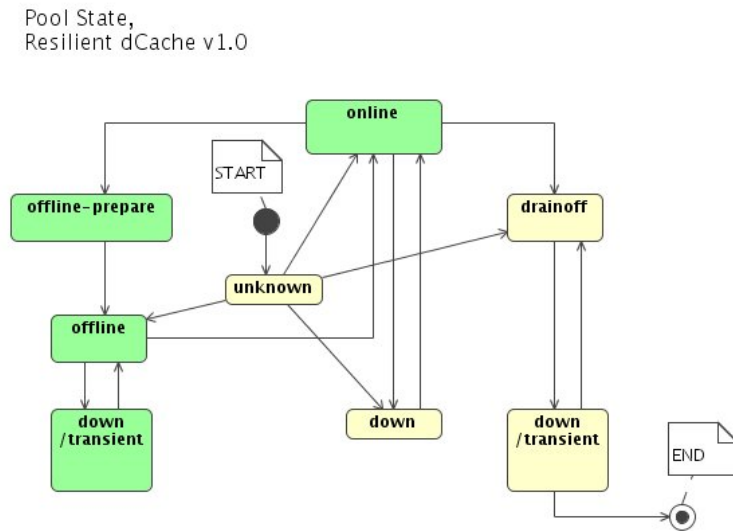 Pool State,
Resilient dCache v1.0
online
START
offline-prepare
drainoff
unknown
offline
down
/transient
down
down
/transient
END